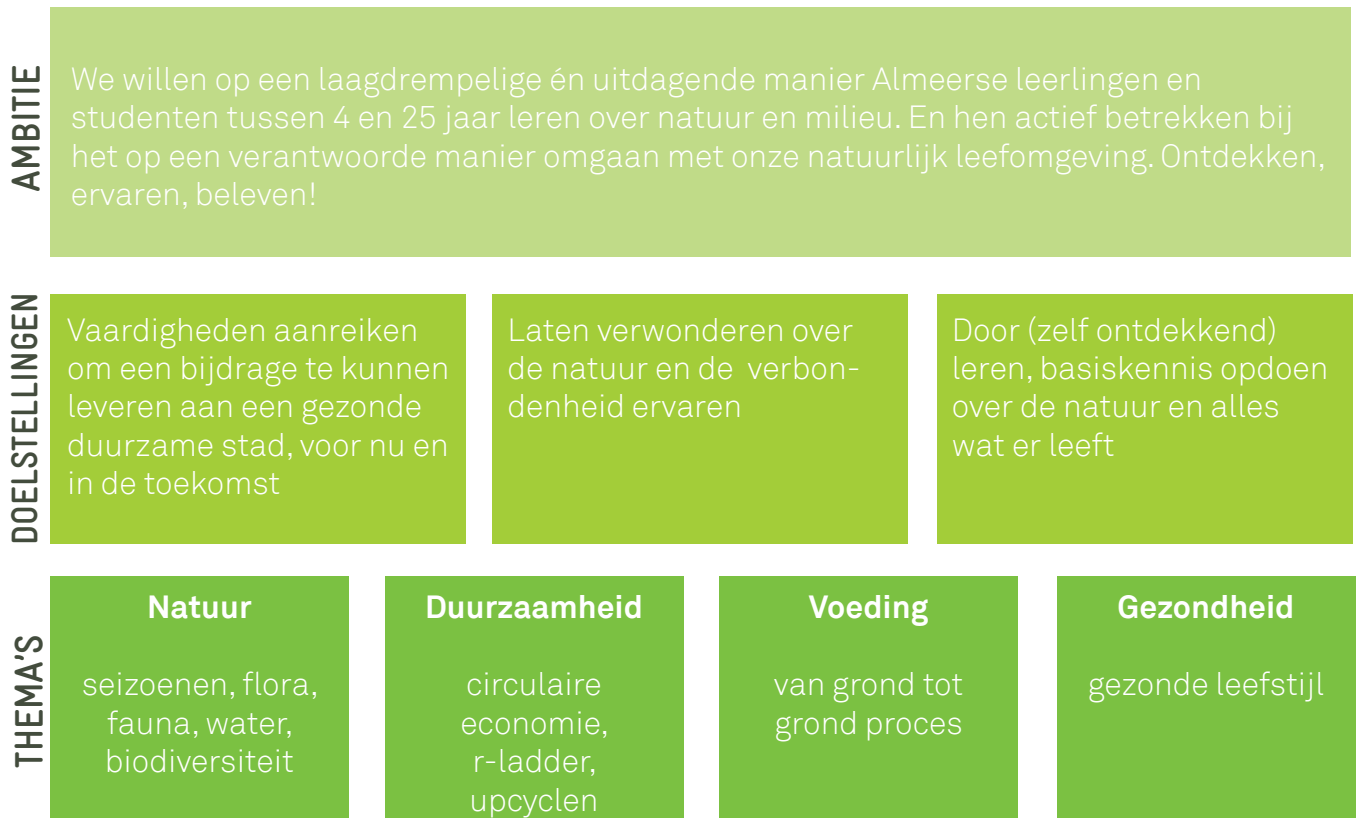 AMBITIE
We willen op een laagdrempelige én uitdagende manier Almeerse leerlingen en
studenten tussen 4 en 25 jaar leren over natuur en milieu. En hen actief betrekken bij
het op een verantwoorde manier omgaan met onze natuurlijk leefomgeving. Ontdekken,
ervaren, beleven!
DOELSTELLINGEN
Vaardigheden aanreiken
om een bijdrage te kunnen
leveren aan een gezonde
duurzame stad, voor nu en
in de toekomst
Laten verwonderen over
de natuur en de verbon-
denheid ervaren
Door (zelf ontdekkend)
leren, basiskennis opdoen
over de natuur en alles
wat er leeft
THEMA'S
Natuur
seizoenen, flora,
fauna, water,
biodiversiteit
Duurzaamheid
circulaire
economie,
r-ladder,
upcyclen
Voeding
van grond tot
grond proces
Gezondheid
gezonde leefstijl